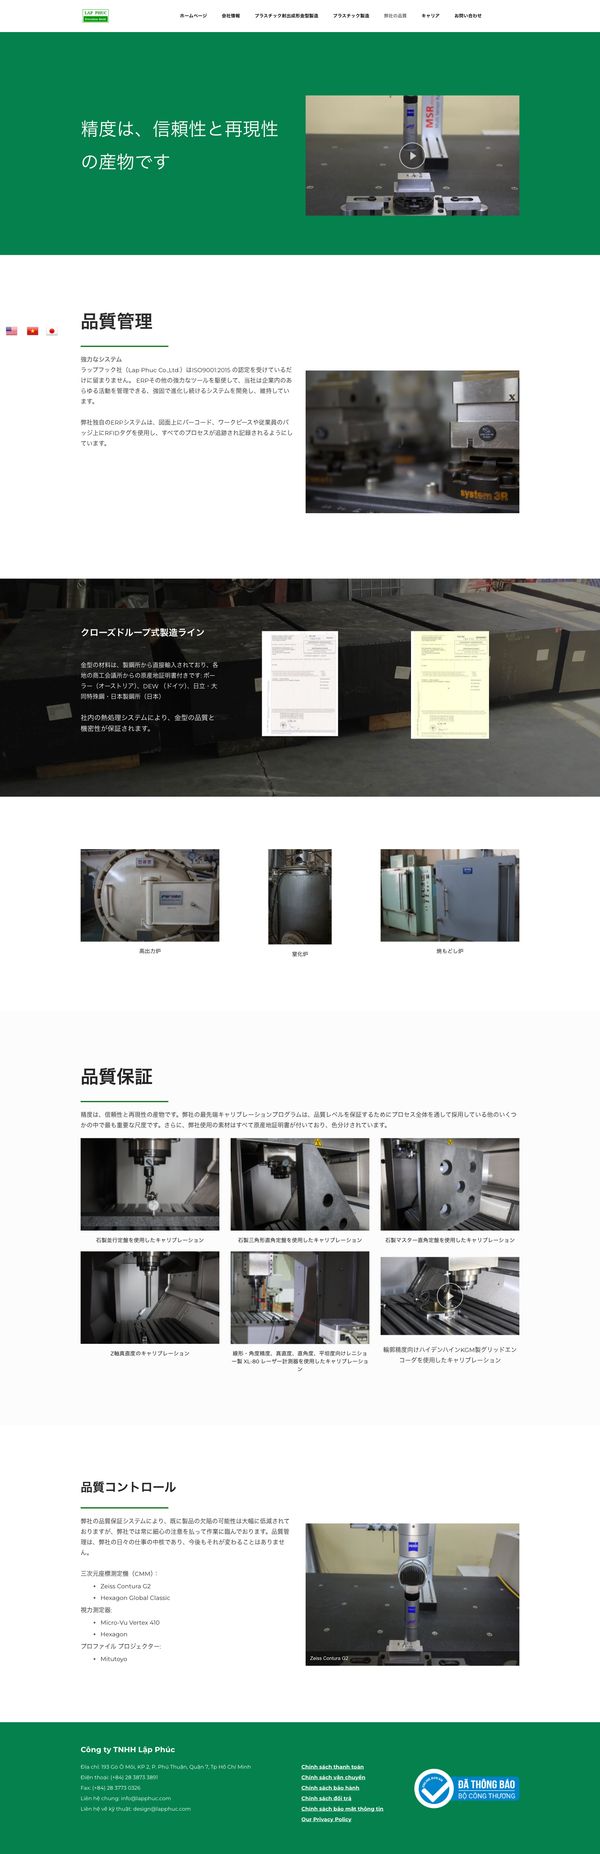 LAP PHUC
ホームページ
会社情報
プラスチック射出成形金型製造
プラスチック製造
弊社の品質
キャリア
お問い合わせ
精度は、信頼性と再現性
の産物です
MSR
品質管理
強力なシステム
ラップフック社（Lap Phuc Co.,Ltd.）はISO9001:2015 の認定を受けているだ
けに留まりません。 ERPその他の強力なツールを駆使して、当社は企業内のあ
らゆる活動を管理できる、強固で進化し続けるシステムを開発し、維持してい
ます。
弊社独自のERPシステムは、図面上にバーコード、ワークピースや従業員のバ
ッジ上にRFIDタグを使用し、すべてのプロセスが追跡され記録されるようにし
ています。
X
system 3R
クローズドループ式製造ライン
金型の材料は、製鋼所から直接輸入されており、各
地の商工会議所からの原産地証明書付きです: ボー
ラー（オーストリア）、DEW （ドイツ）、日立・大
同特殊鋼・日本製鋼所（日本）
社内の熱処理システムにより、金型の品質と
機密性が保証されます。
高出力炉
窒化炉
焼もどし炉
品質保証
精度は、信頼性と再現性の産物です。弊社の最先端キャリブレーションプログラムは、品質レベルを保証するためにプロセス全体を通して採用している他のいくつ
かの中で最も重要な尺度です。さらに、弊社使用の素材はすべて原産地証明書が付いており、色分けされています。
石製並行定盤を使用したキャリブレーション
石製三角形直角定盤を使用したキャリブレーション
石製マスター直角定盤を使用したキャリブレーション
Z軸真直度のキャリブレーション
線形・角度精度、真直度、直角度、平坦度向けレニショ
ー製 XL-80 レーザー計測器を使用したキャリブレーショ
ン
輪郭精度向けハイデンハインKGM製グリッドエン
コーダを使用したキャリブレーション
品質コントロール
弊社の品質保証システムにより、既に製品の欠陥の可能性は大幅に低減されて
おりますが、弊社では常に細心の注意を払って作業に臨んでおります。品質管
理は、弊社の日々の仕事の中核であり、今後もそれが変わることはありませ
ん。
三次元座標測定機（CMM）:
• Zeiss Contura G2
• Hexagon Global Classic
視力測定器:
• Micro-Vu Vertex 410
• Hexagon
プロファイル プロジェクター:
• Mitutoyo
Zeiss Contura G2
Công ty TNHH Lập Phúc
Địa chỉ: 193 Gò Ô Môi, KP 2, P. Phú Thuận, Quận 7, Tp Hồ Chí Minh
Điện thoại: (+84) 28 3873 3891
Fax: (+84) 28 3773 0326
Liên hệ chung: info@lapphuc.com
Liên hệ về kỹ thuật: design@lapphuc.com
Chính sách thanh toán
Chính sách vận chuyển
Chính sách bảo hành
Chính sách đổi trả
Chính sách bảo mật thông tin
Our Privacy Policy
ĐÃ THÔNG BÁO
BỘ CÔNG THƯƠNG